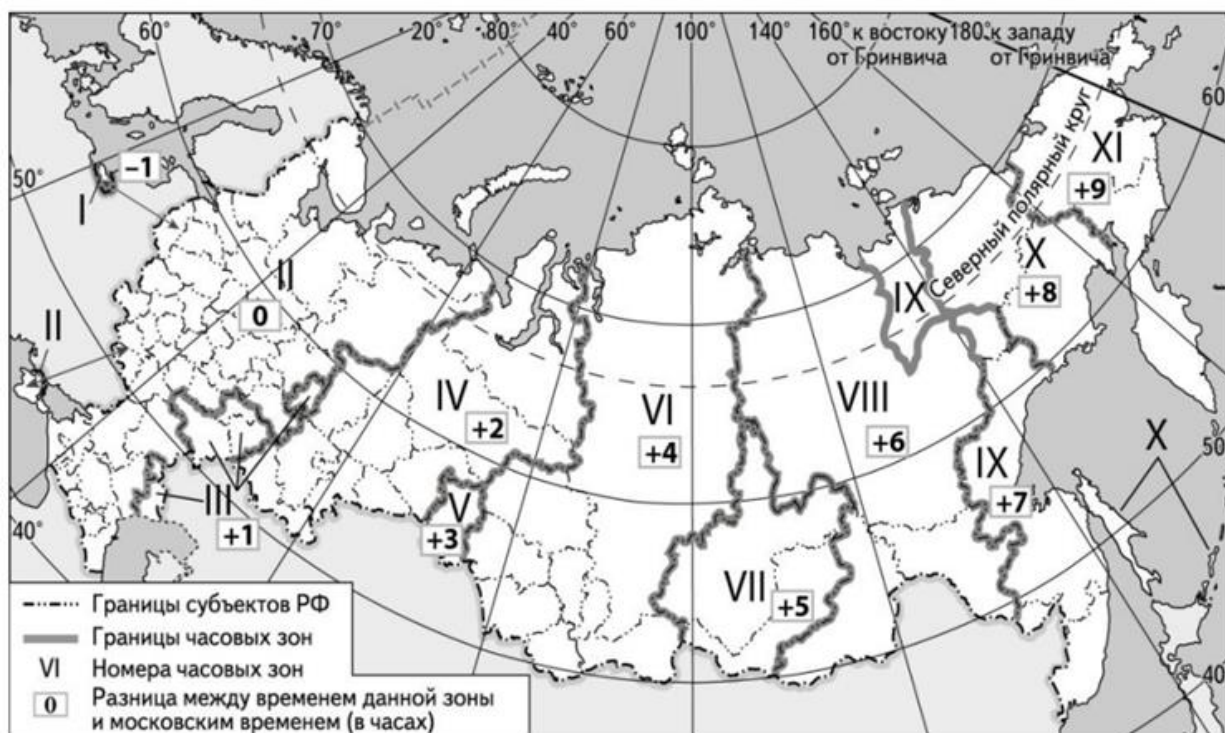 60° 70° 20° 40° 60° 100° 140° 160° к востоку 180° к западу
от Гринвича от Гринвича
60
Северный полярный круг
XI
+9
–1
50°
I
X
+8
II
0
IX
II
IV
+2
VI
+4
VIII
+6
X
50
IX
+7
III
+1
V
+3
40°
VII
+5
40
Границы субъектов РФ
Границы часовых зон
VI Номера часовых зон
0 Разница между временем данной зоны
и московским временем (в часах)